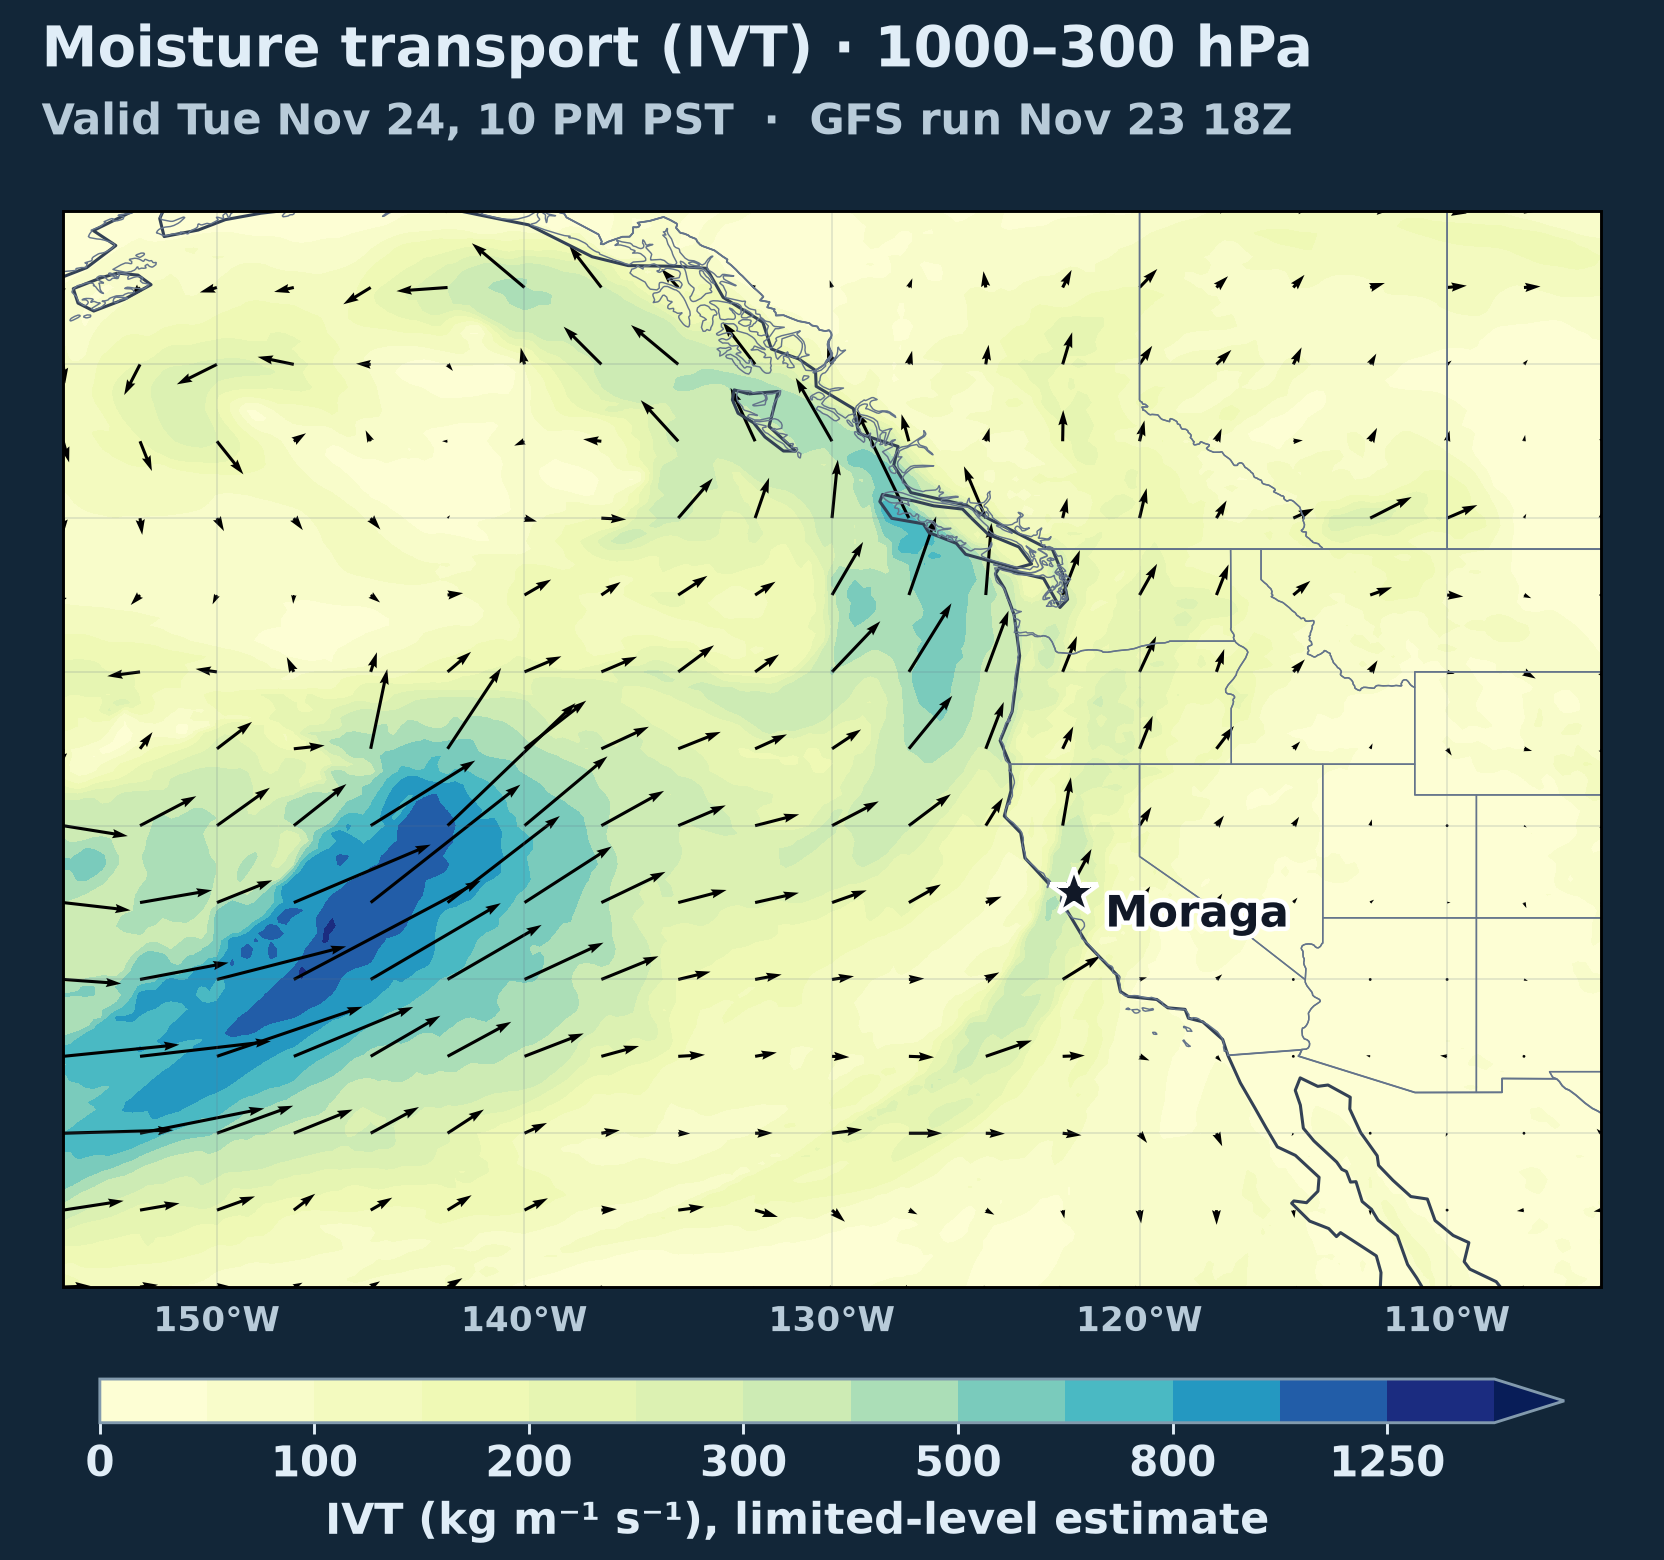 Moisture transport (IVT) · 1000–300 hPa
Valid Tue Nov 24, 10 PM PST · GFS run Nov 23 18Z
Moraga
150°W 140°W 130°W 120°W 110°W
0 100 200 300 500 800 1250
IVT (kg m⁻¹ s⁻¹), limited-level estimate